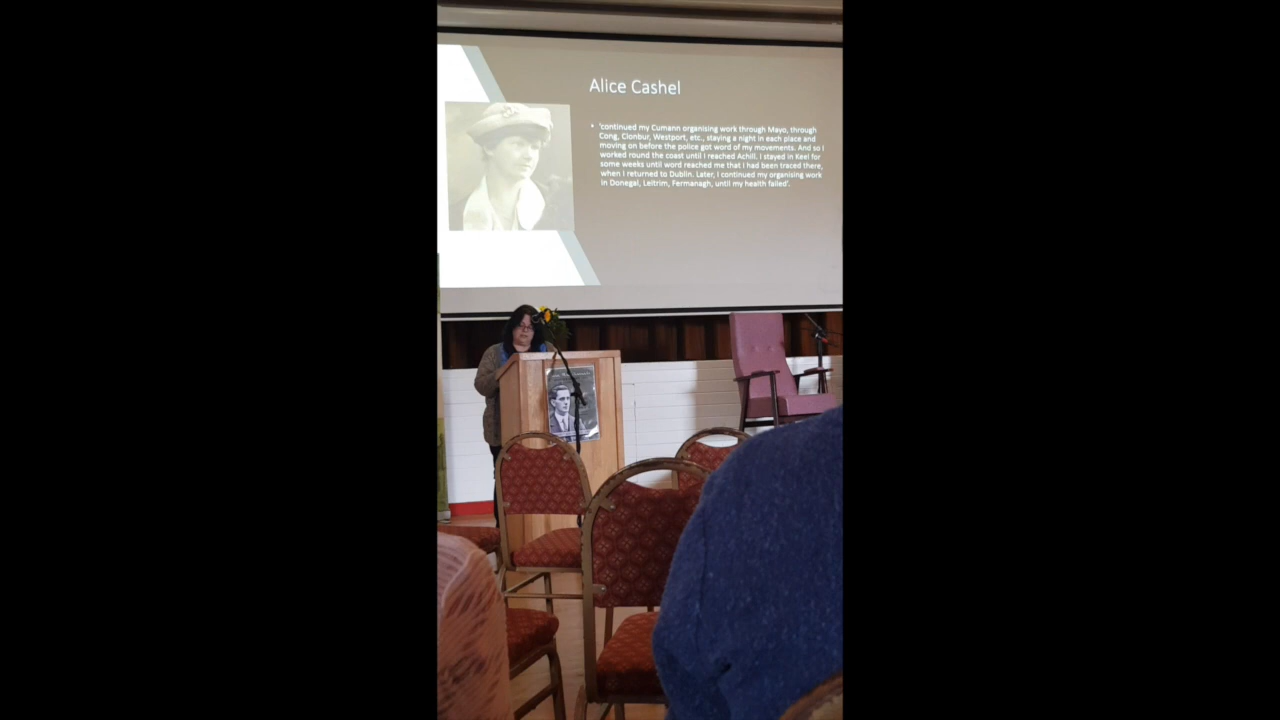 Alice Cashel
• 'continued my Cumann organising work through Mayo, through
Cong, Clonbur, Westport, etc., staying a night in each place and
moving on before the police got word of my movements. And so I
worked round the coast until I reached Achill. I stayed in Keel for
some weeks until word reached me that I had been traced there,
when I returned to Dublin. Later, I continued my organising work
in Donegal, Leitrim, Fermanagh, until my health failed'.